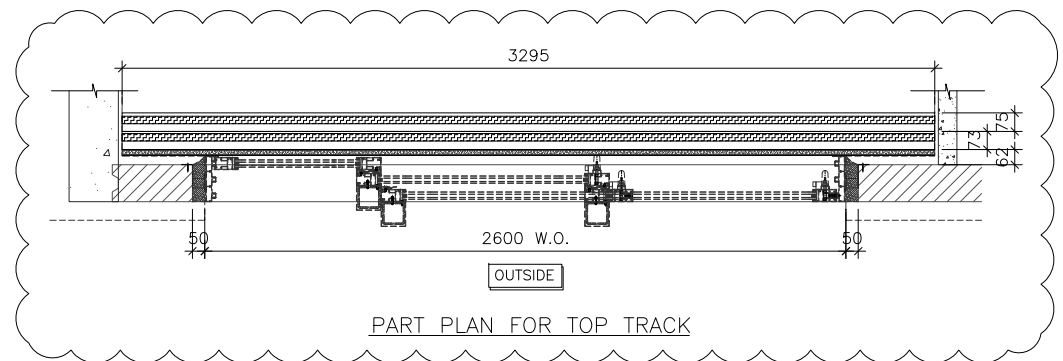 3295
75
73
62
50
2600 W.O.
50
OUTSIDE
PART PLAN FOR TOP TRACK